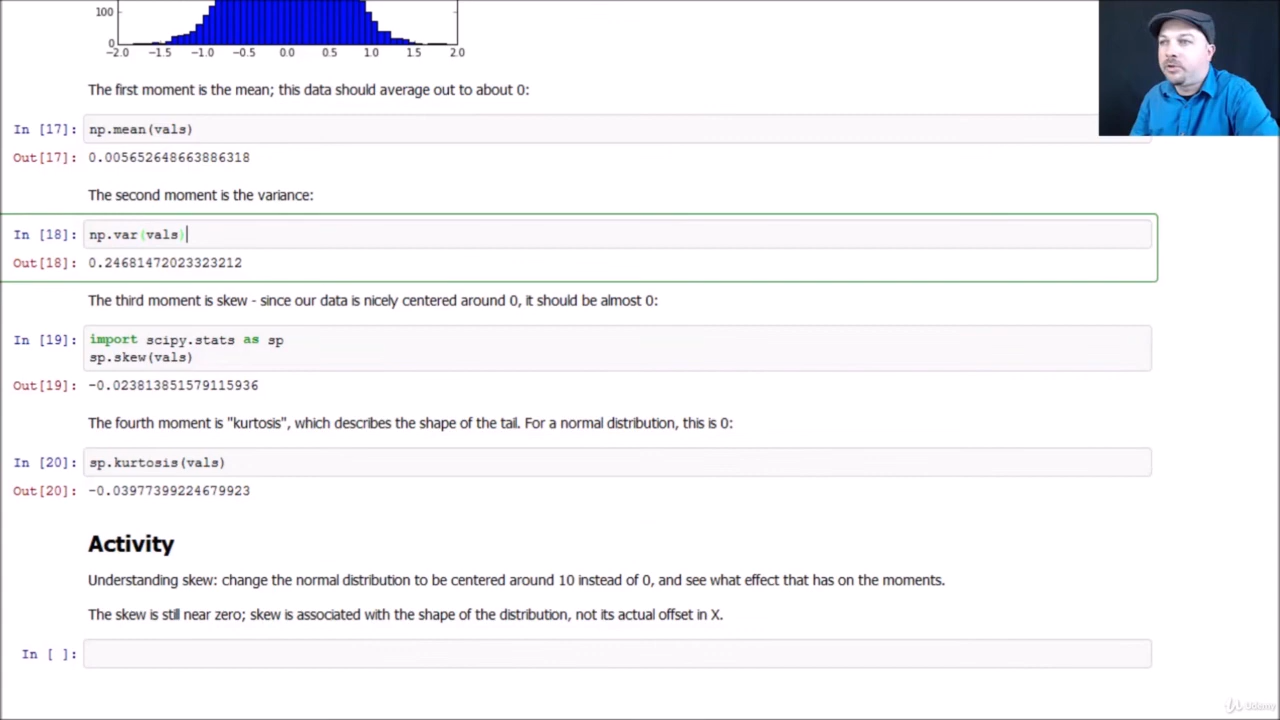 100
0
-2.0 -1.5 -1.0 -0.5 0.0 0.5 1.0 1.5 2.0
The first moment is the mean; this data should average out to about 0:
In [17]: np.mean(vals)
Out[17]: 0.005652648663886318
The second moment is the variance:
In [18]: np.var(vals)
Out[18]: 0.24681472023323212
The third moment is skew - since our data is nicely centered around 0, it should be almost 0:
In [19]: import scipy.stats as sp
sp.skew(vals)
Out[19]: -0.023813851579115936
The fourth moment is "kurtosis", which describes the shape of the tail. For a normal distribution, this is 0:
In [20]: sp.kurtosis(vals)
Out[20]: -0.03977399224679923
Activity
Understanding skew: change the normal distribution to be centered around 10 instead of 0, and see what effect that has on the moments.
The skew is still near zero; skew is associated with the shape of the distribution, not its actual offset in X.
In [ ]:
Udemy